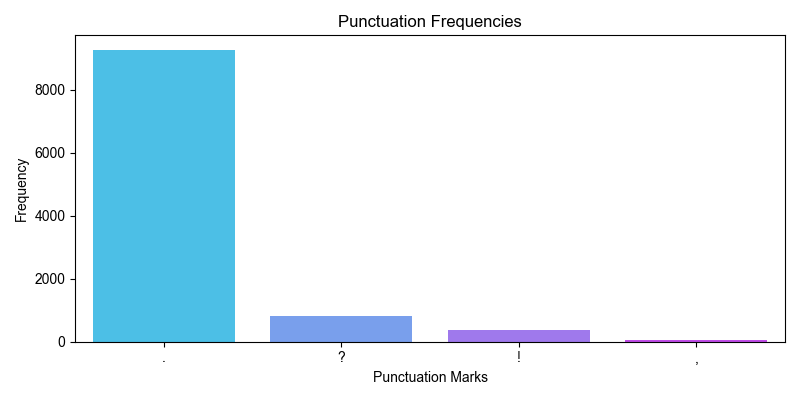 Punctuation Frequencies
8000
6000
4000
2000
0
Frequency
. ? ! ,
Punctuation Marks